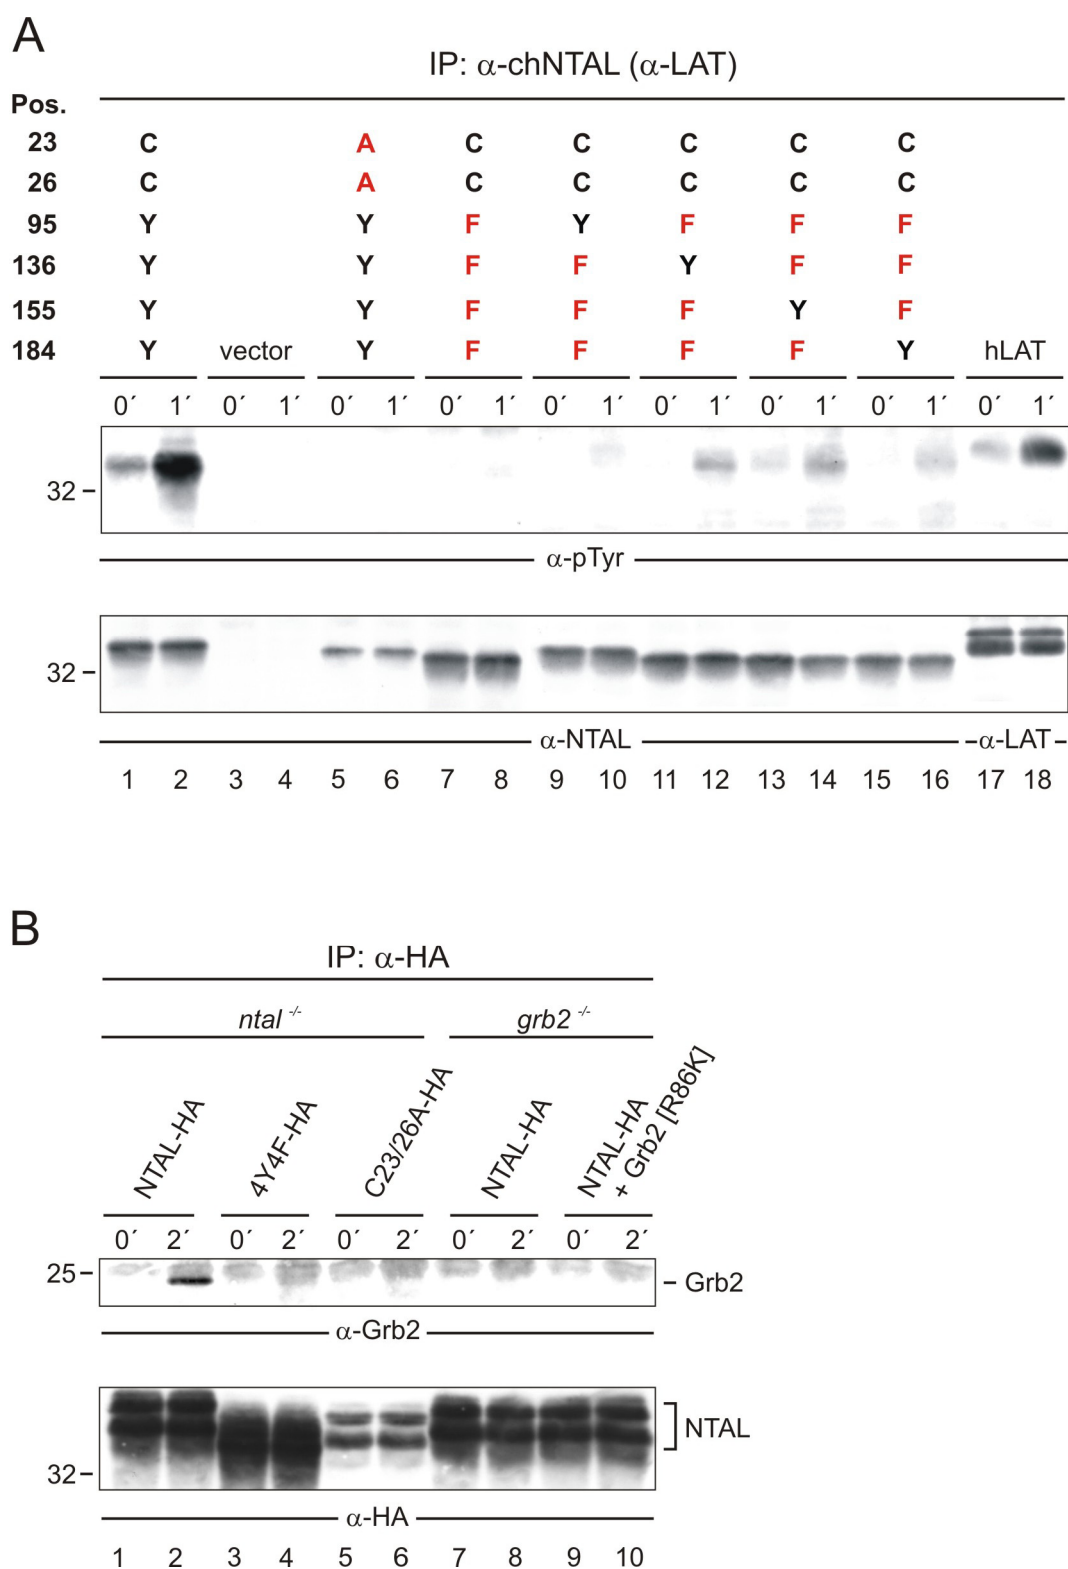 A
IP: α-chNTAL (α-LAT)
Pos.
23 C A C C C C C
26 C A C C C C C
95 Y Y F Y F F F
136 Y Y F F Y F F
155 Y Y F F F Y F
184 Y vector Y F F F F Y hLAT
0´ 1´ 0´ 1´ 0´ 1´ 0´ 1´ 0´ 1´ 0´ 1´ 0´ 1´ 0´ 1´ 0´ 1´
32
α-pTyr
32
α-NTAL α-LAT
1 2 3 4 5 6 7 8 9 10 11 12 13 14 15 16 17 18
B
IP: α-HA
ntal -/- grb2 -/-
NTAL-HA
4Y4F-HA
C23/26A-HA
NTAL-HA
NTAL-HA
+ Grb2 [R86K]
0´ 2´ 0´ 2´ 0´ 2´ 0´ 2´ 0´ 2´
25 Grb2
α-Grb2
NTAL
32
α-HA
1 2 3 4 5 6 7 8 9 10